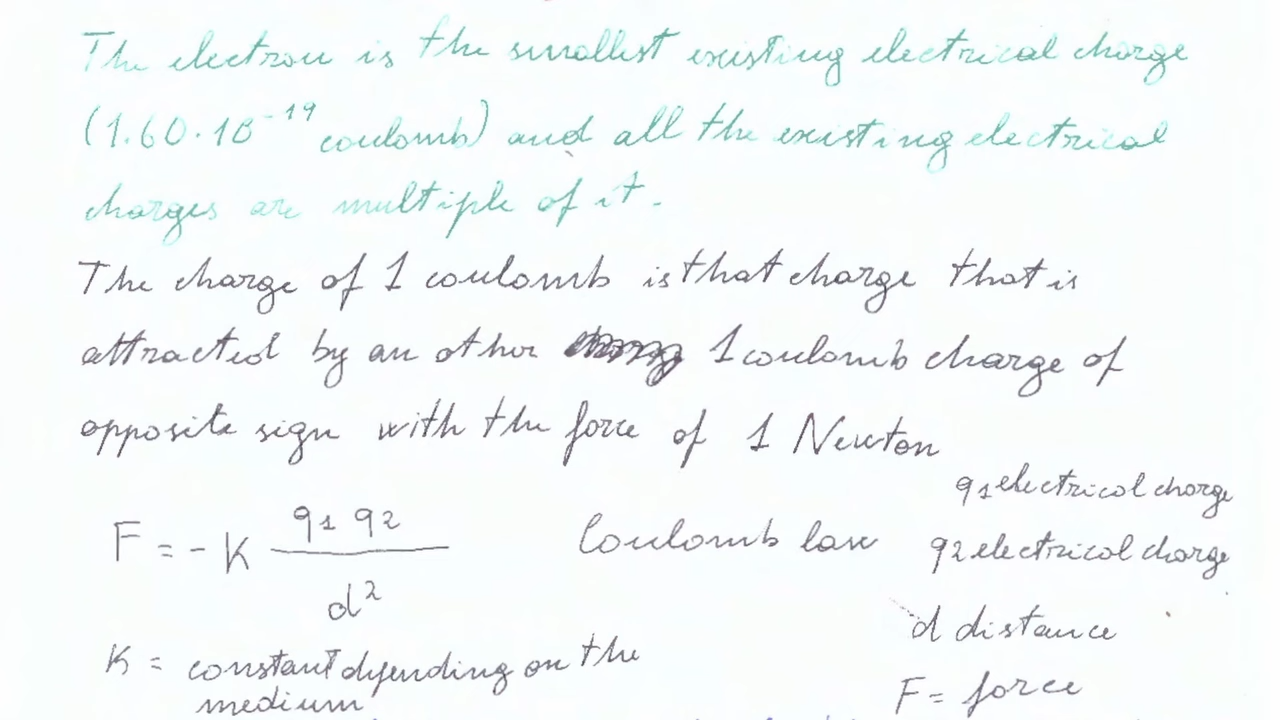 The electron is the smallest existing electrical charge
(1.60.10⁻¹⁹ coulomb) and all the existing electrical
charges are multiple of it.
The charge of 1 coulomb is that charge that is
attracted by an other 1 coulomb charge of
opposite sign with the force of 1 Newton
q1 electrical charge
F = - K q1 q2 / d²
Coulomb law
q2 electrical charge
d distance
K = constant depending on the
medium
F = force